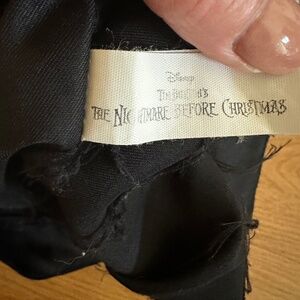 Disney
Tim Burton's
The Nightmare Before Christmas